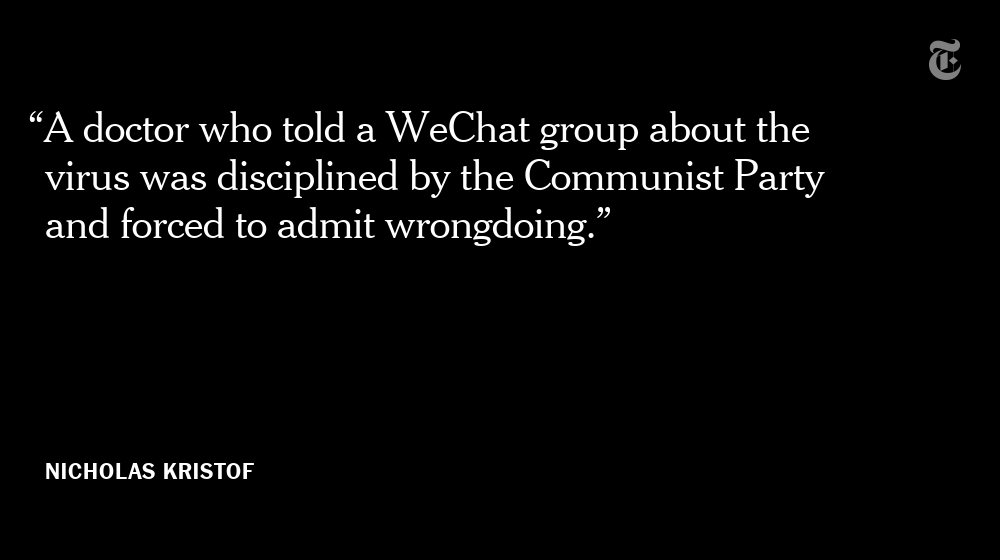 “A doctor who told a WeChat group about the
virus was disciplined by the Communist Party
and forced to admit wrongdoing.”
NICHOLAS KRISTOF